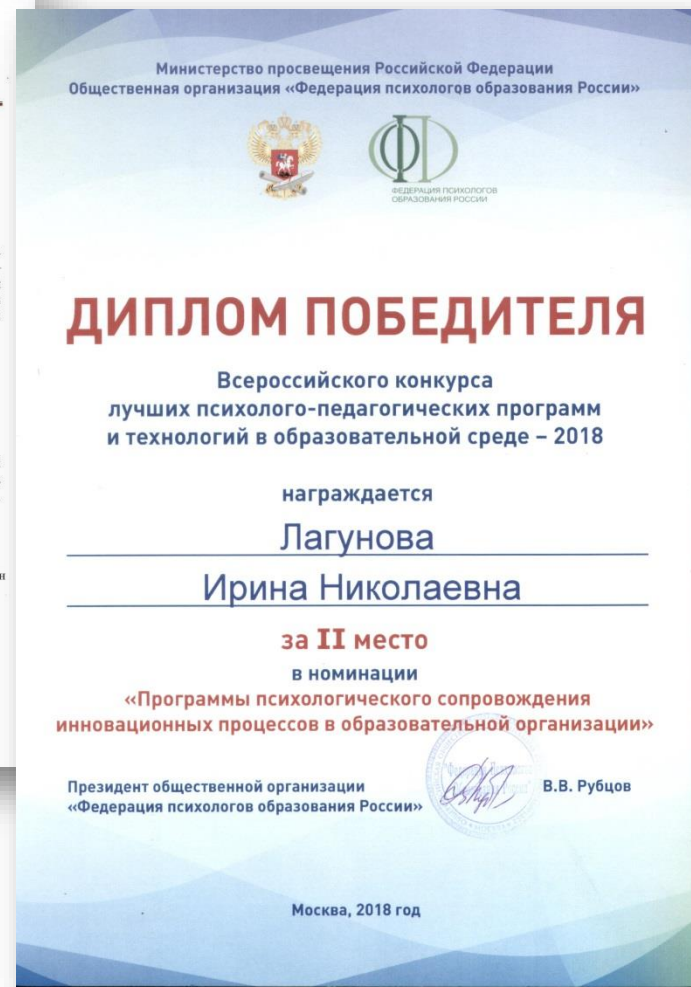 Министерство просвещения Российской Федерации
Общественная организация «Федерация психологов образования России»
ФЕДЕРАЦИЯ ПСИХОЛОГОВ
ОБРАЗОВАНИЯ РОССИИ
ДИПЛОМ ПОБЕДИТЕЛЯ
Всероссийского конкурса
лучших психолого-педагогических программ
и технологий в образовательной среде – 2018
награждается
Лагунова
Ирина Николаевна
за II место
в номинации
«Программы психологического сопровождения
инновационных процессов в образовательной организации»
Президент общественной организации
«Федерация психологов образования России»
В.В. Рубцов
Москва, 2018 год